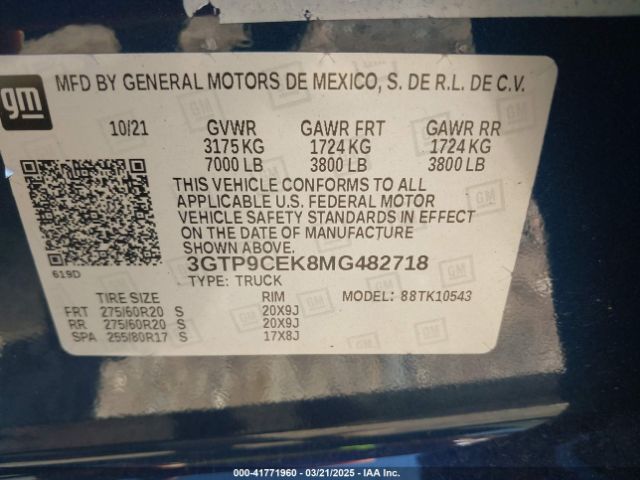 gm
MFD BY GENERAL MOTORS DE MEXICO, S. DE R.L. DE C.V.
10/21 GVWR GAWR FRT GAWR RR
3175 KG 1724 KG 1724 KG
7000 LB 3800 LB 3800 LB
THIS VEHICLE CONFORMS TO ALL
APPLICABLE U.S. FEDERAL MOTOR
VEHICLE SAFETY STANDARDS IN EFFECT
ON THE DATE OF MANUFACTURE
SHOWN ABOVE.
619D
3GTP9CEK8MG482718
TYPE: TRUCK
TIRE SIZE RIM MODEL: 88TK10543
FRT 275/60R20 S 20X9J
RR 275/60R20 S 20X9J
SPA 255/80R17 S 17X8J
000-41771960 — 03/21/2025 — IAA Inc.